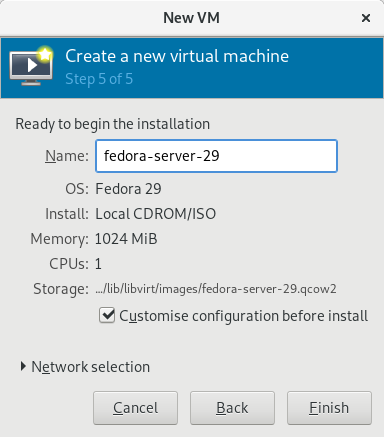 New VM
Create a new virtual machine
Step 5 of 5
Ready to begin the installation
Name: fedora-server-29
OS: Fedora 29
Install: Local CDROM/ISO
Memory: 1024 MiB
CPUs: 1
Storage: .../lib/libvirt/images/fedora-server-29.qcow2
Customise configuration before install
Network selection
Cancel Back Finish